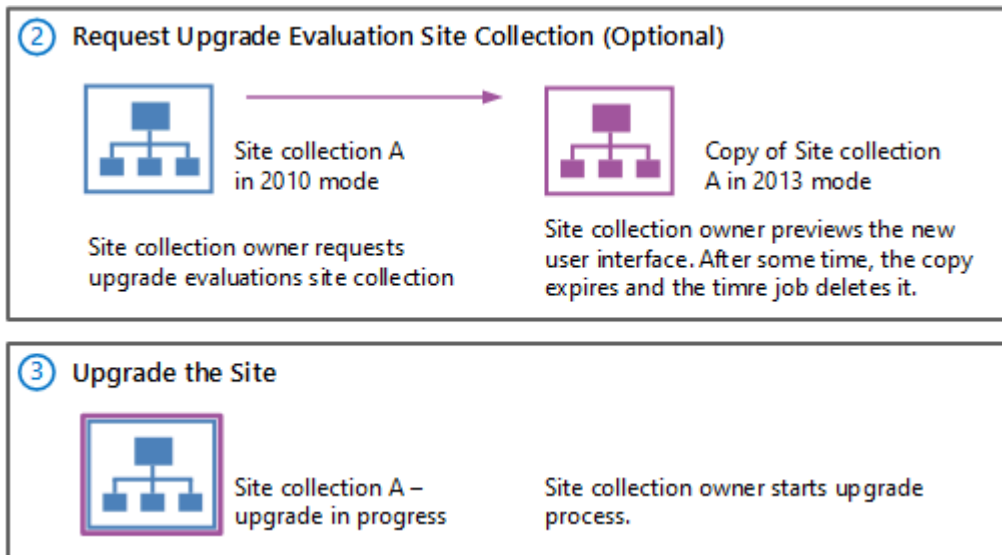 2 Request Upgrade Evaluation Site Collection (Optional)
Site collection A
in 2010 mode
Copy of Site collection
A in 2013 mode
Site collection owner requests
upgrade evaluations site collection
Site collection owner previews the new
user interface. After some time, the copy
expires and the timre job deletes it.
3 Upgrade the Site
Site collection A –
upgrade in progress
Site collection owner starts upgrade
process.